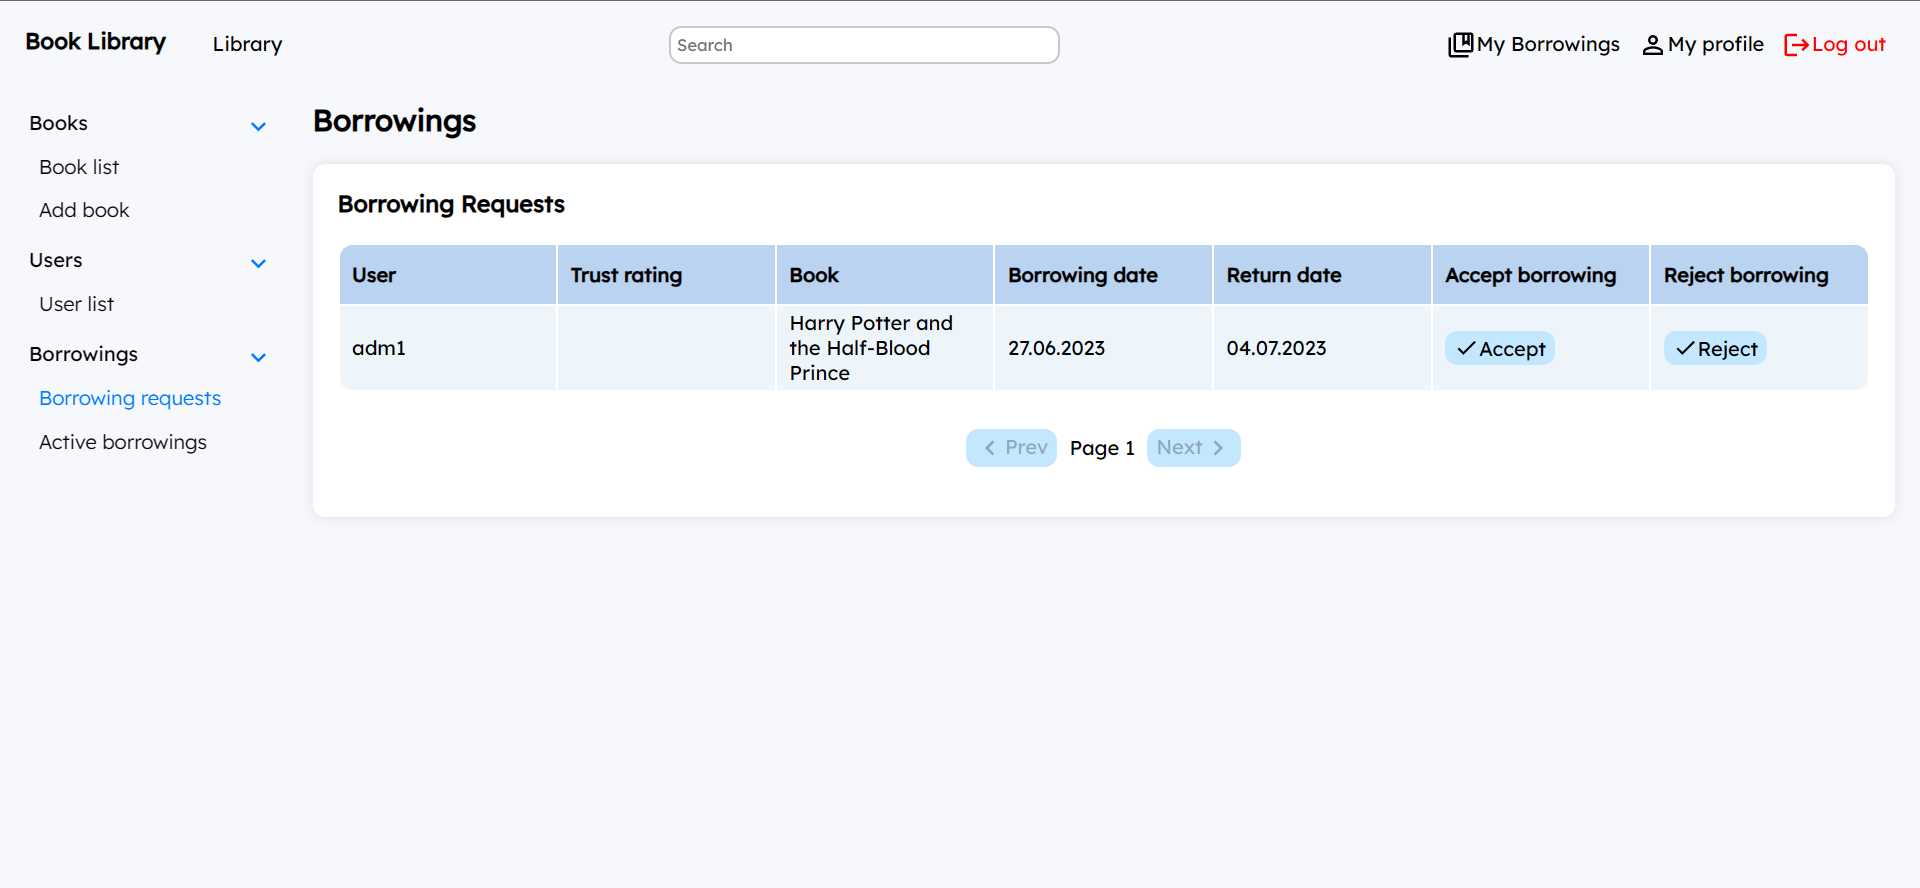 Book Library
Library
Search
My Borrowings
My profile
Log out
Books
Book list
Add book
Users
User list
Borrowings
Borrowing requests
Active borrowings
Borrowings
Borrowing Requests
User
Trust rating
Book
Borrowing date
Return date
Accept borrowing
Reject borrowing
adm1
Harry Potter and
the Half-Blood
Prince
27.06.2023
04.07.2023
Accept
Reject
Prev
Page 1
Next